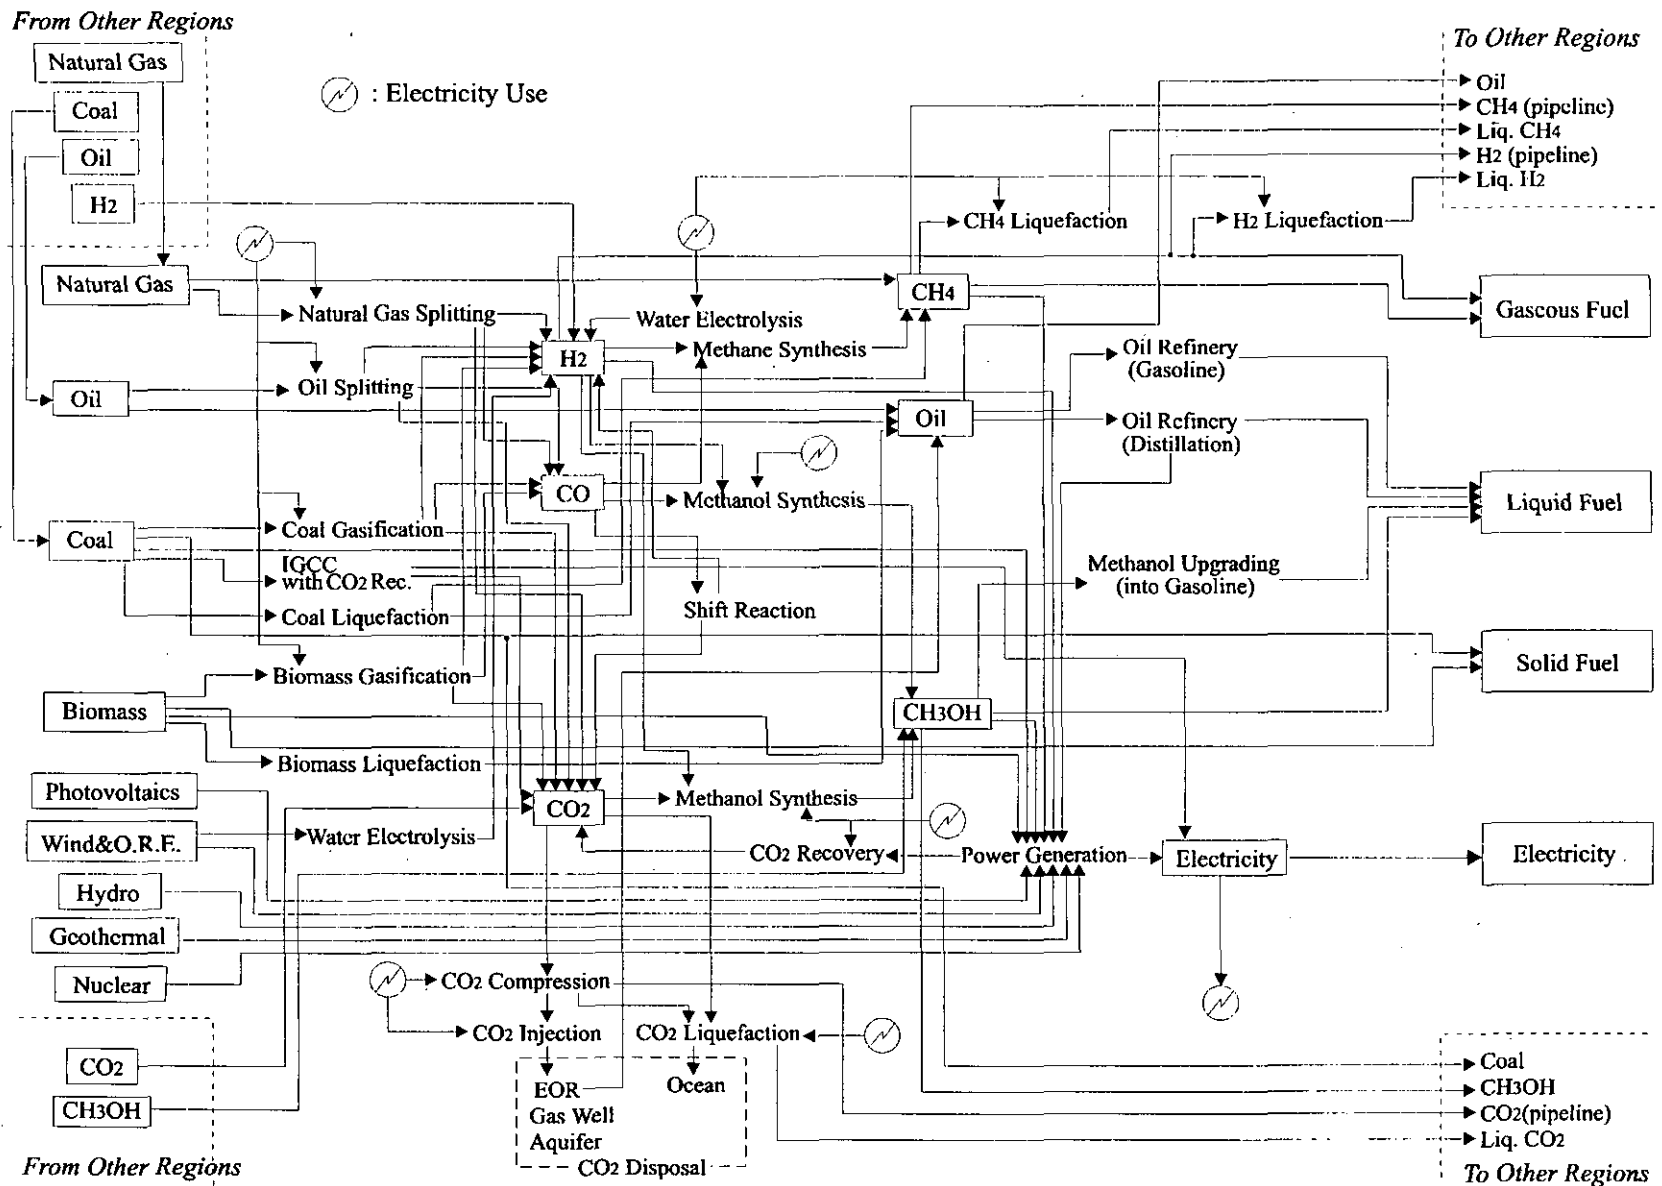 From Other Regions
Natural Gas
Coal
Oil
H2
: Electricity Use
To Other Regions
Oil
CH4 (pipeline)
Liq. CH4
H2 (pipeline)
Liq. H2
CH4 Liquefaction
H2 Liquefaction
Natural Gas
CH4
Gaseous Fuel
Natural Gas Splitting
Water Electrolysis
H2
Methane Synthesis
Oil Refinery
(Gasoline)
Oil
Oil Splitting
Oil
Oil Refinery
(Distillation)
CO
Methanol Synthesis
Liquid Fuel
Coal
Coal Gasification
IGCC
with CO2 Rec.
Methanol Upgrading
(into Gasoline)
Coal Liquefaction
Shift Reaction
Solid Fuel
Biomass Gasification
Biomass
CH3OH
Biomass Liquefaction
Photovoltaics
CO2
Methanol Synthesis
Wind&O.R.E.
Water Electrolysis
CO2 Recovery
Power Generation
Electricity
Electricity
Hydro
Geothermal
Nuclear
CO2 Compression
CO2 Injection
CO2 Liquefaction
CO2
CH3OH
From Other Regions
EOR
Gas Well
Aquifer
Ocean
CO2 Disposal
Coal
CH3OH
CO2(pipeline)
Liq. CO2
To Other Regions